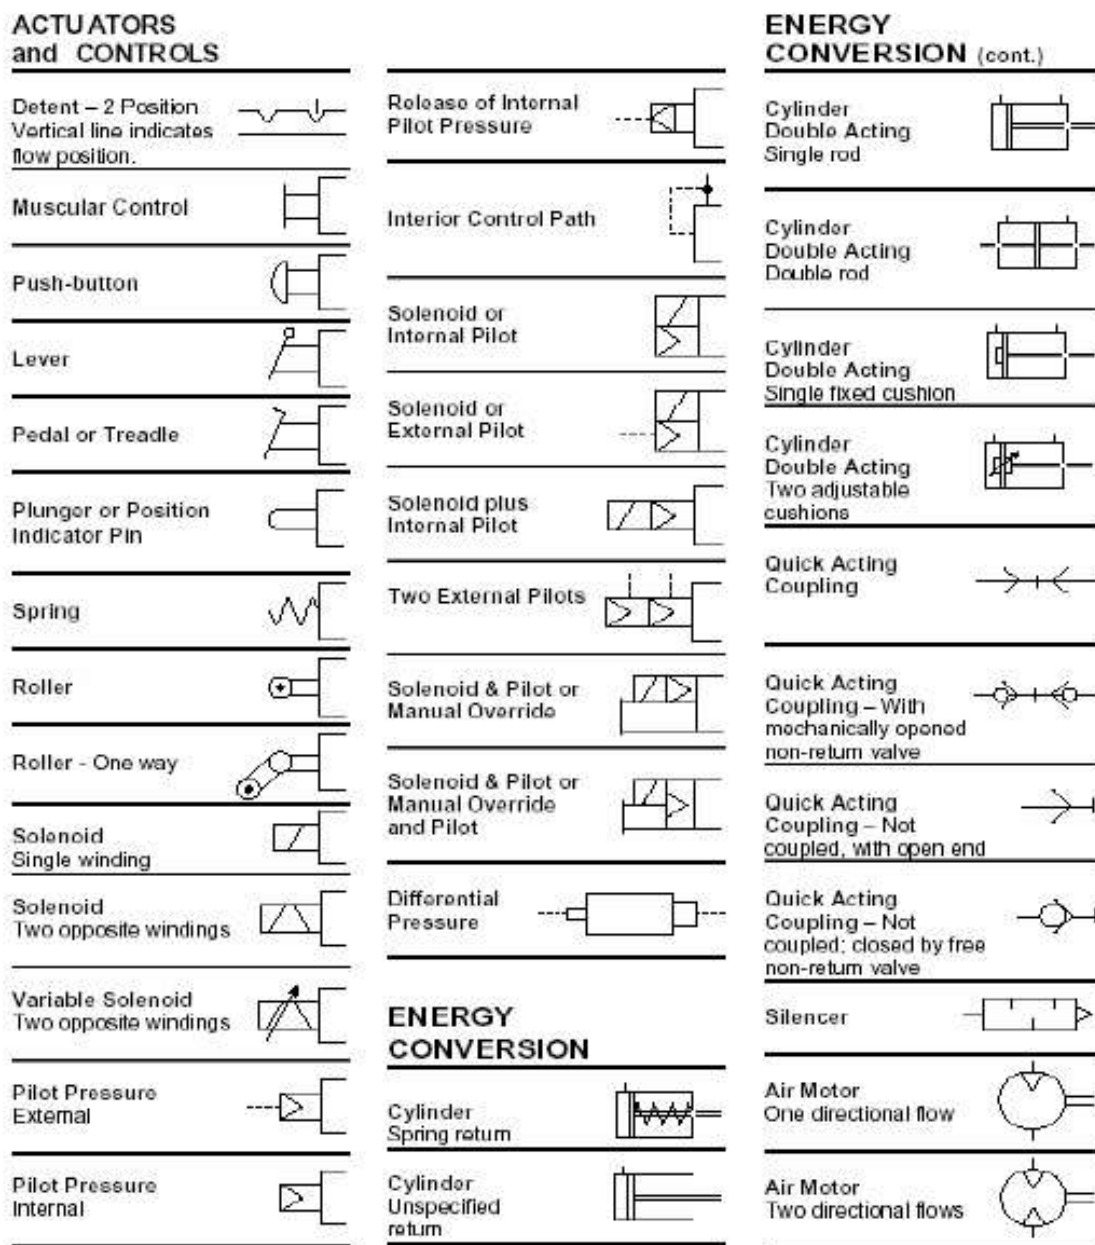 ACTUATORS
and CONTROLS
Detent – 2 Position
Vertical line indicates
flow position.
Muscular Control
Push-button
Lever
Pedal or Treadle
Plunger or Position
Indicator Pin
Spring
Roller
Roller - One way
Solenoid
Single winding
Solenoid
Two opposite windings
Variable Solenoid
Two opposite windings
Pilot Pressure
External
Pilot Pressure
Internal
Release of Internal
Pilot Pressure
Interior Control Path
Solenoid or
Internal Pilot
Solenoid or
External Pilot
Solenoid plus
Internal Pilot
Two External Pilots
Solenoid & Pilot or
Manual Override
Solenoid & Pilot or
Manual Override
and Pilot
Differential
Pressure
ENERGY
CONVERSION
Cylinder
Spring return
Cylinder
Unspecified
return
ENERGY
CONVERSION (cont.)
Cylinder
Double Acting
Single rod
Cylinder
Double Acting
Double rod
Cylinder
Double Acting
Single fixed cushion
Cylinder
Double Acting
Two adjustable
cushions
Quick Acting
Coupling
Quick Acting
Coupling – With
mechanically opened
non-return valve
Quick Acting
Coupling – Not
coupled, with open end
Quick Acting
Coupling – Not
coupled; closed by free
non-return valve
Silencer
Air Motor
One directional flow
Air Motor
Two directional flows